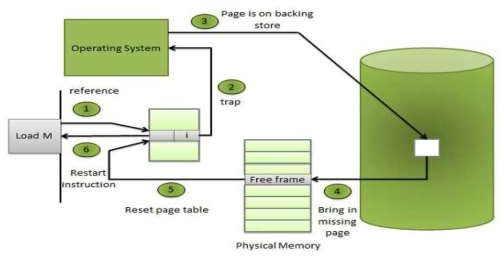 3
Page is on backing
store
Operating System
2
trap
reference
1
Load M
i
6
Restart
instruction
5
Reset page table
Free frame
4
Bring in
missing
page
Physical Memory